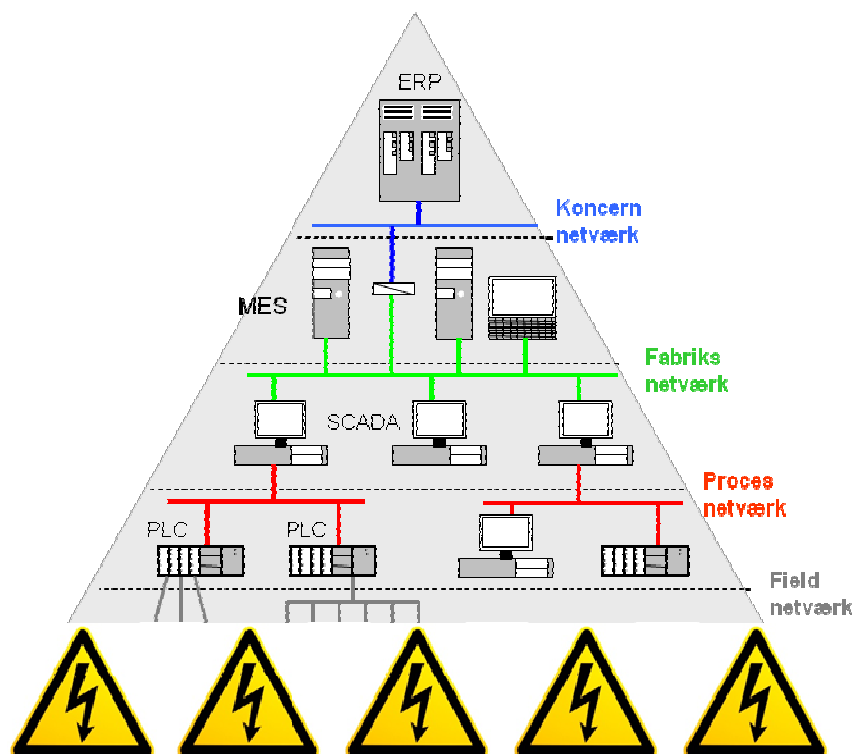 ERP
Koncern
netværk
MES
Fabriks
netværk
SCADA
Proces
netværk
PLC
PLC
Field
netværk